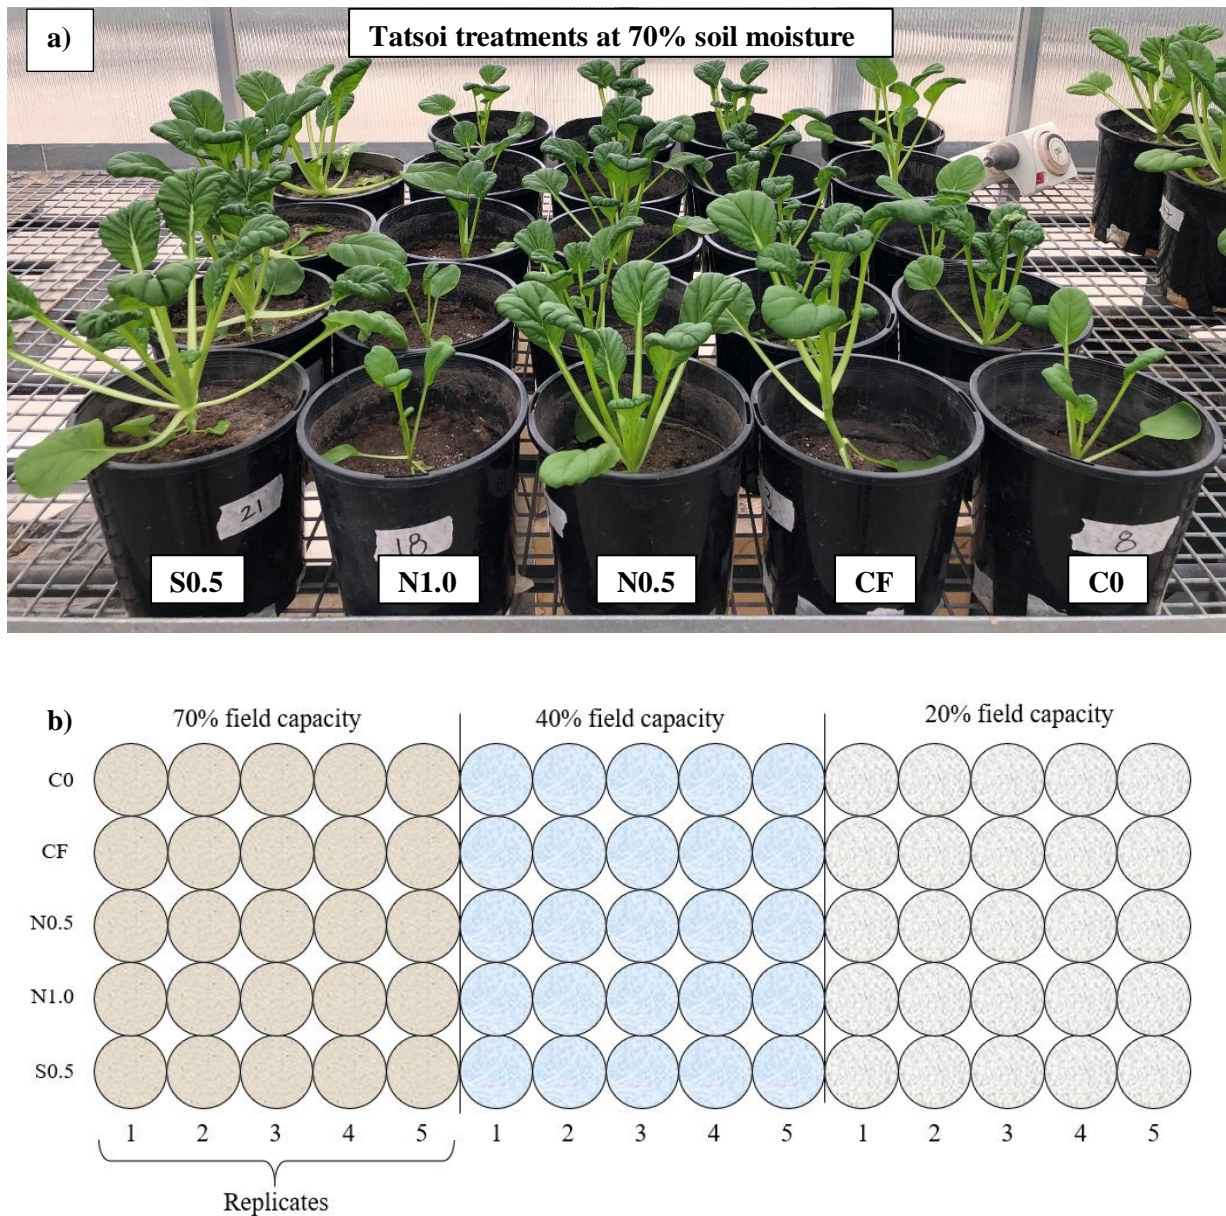 a)
Tatsoi treatments at 70% soil moisture
21
18
8
S0.5
N1.0
N0.5
CF
C0
b)
70% field capacity
40% field capacity
20% field capacity
C0
CF
N0.5
N1.0
S0.5
1 2 3 4 5 1 2 3 4 5 1 2 3 4 5
Replicates